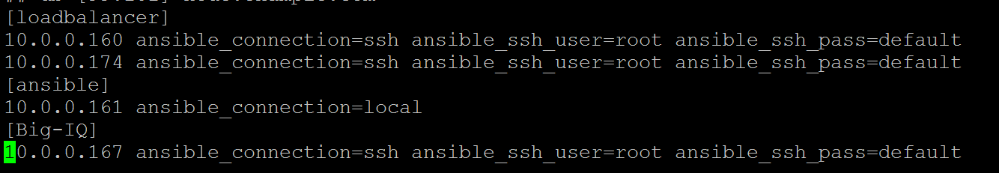 [loadbalancer]
10.0.0.160 ansible_connection=ssh ansible_ssh_user=root ansible_ssh_pass=default
10.0.0.174 ansible_connection=ssh ansible_ssh_user=root ansible_ssh_pass=default
[ansible]
10.0.0.161 ansible_connection=local
[Big-IQ]
10.0.0.167 ansible_connection=ssh ansible_ssh_user=root ansible_ssh_pass=default